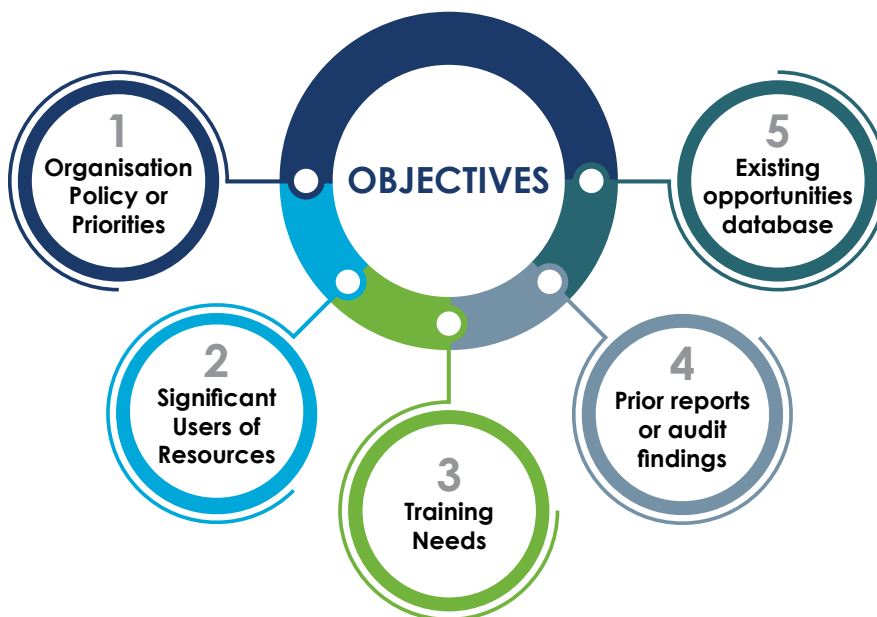 OBJECTIVES
1
Organisation
Policy or
Priorities
2
Significant
Users of
Resources
3
Training
Needs
4
Prior reports
or audit
findings
5
Existing
opportunities
database